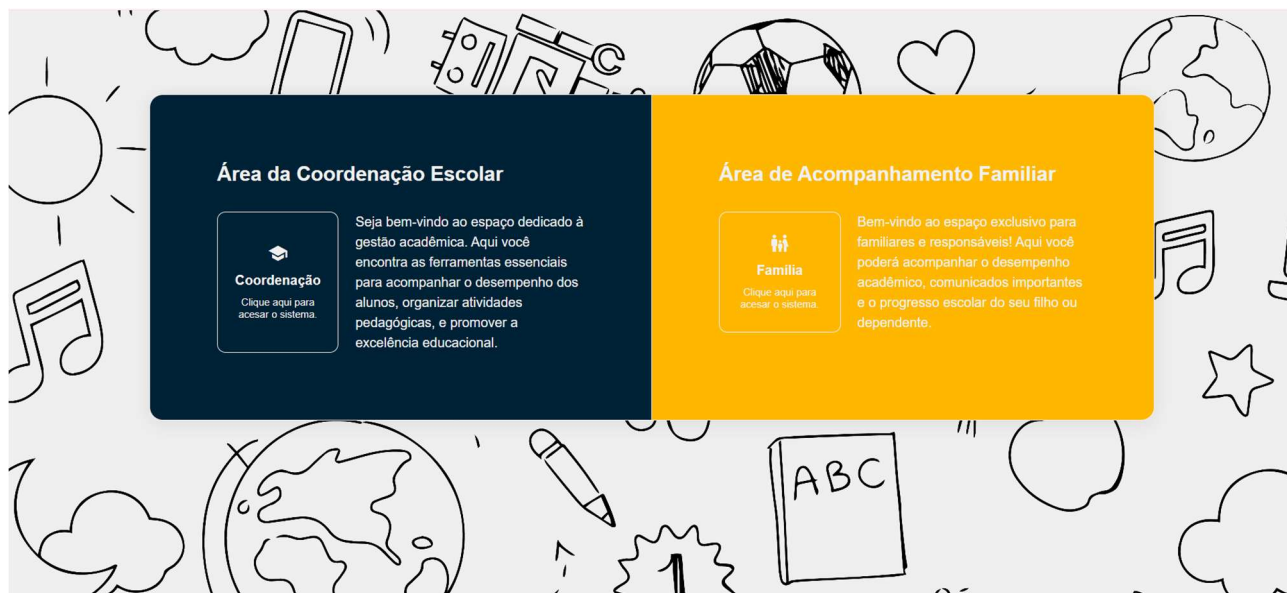 Área da Coordenação Escolar
Coordenação
Clique aqui para
acesar o sistema.
Seja bem-vindo ao espaço dedicado à
gestão acadêmica. Aqui você
encontra as ferramentas essenciais
para acompanhar o desempenho dos
alunos, organizar atividades
pedagógicas, e promover a
excelência educacional.
Área de Acompanhamento Familiar
Família
Clique aqui para
acesar o sistema.
Bem-vindo ao espaço exclusivo para
familiares e responsáveis! Aqui você
poderá acompanhar o desempenho
acadêmico, comunicados importantes
e o progresso escolar do seu filho ou
dependente.
ABC
1